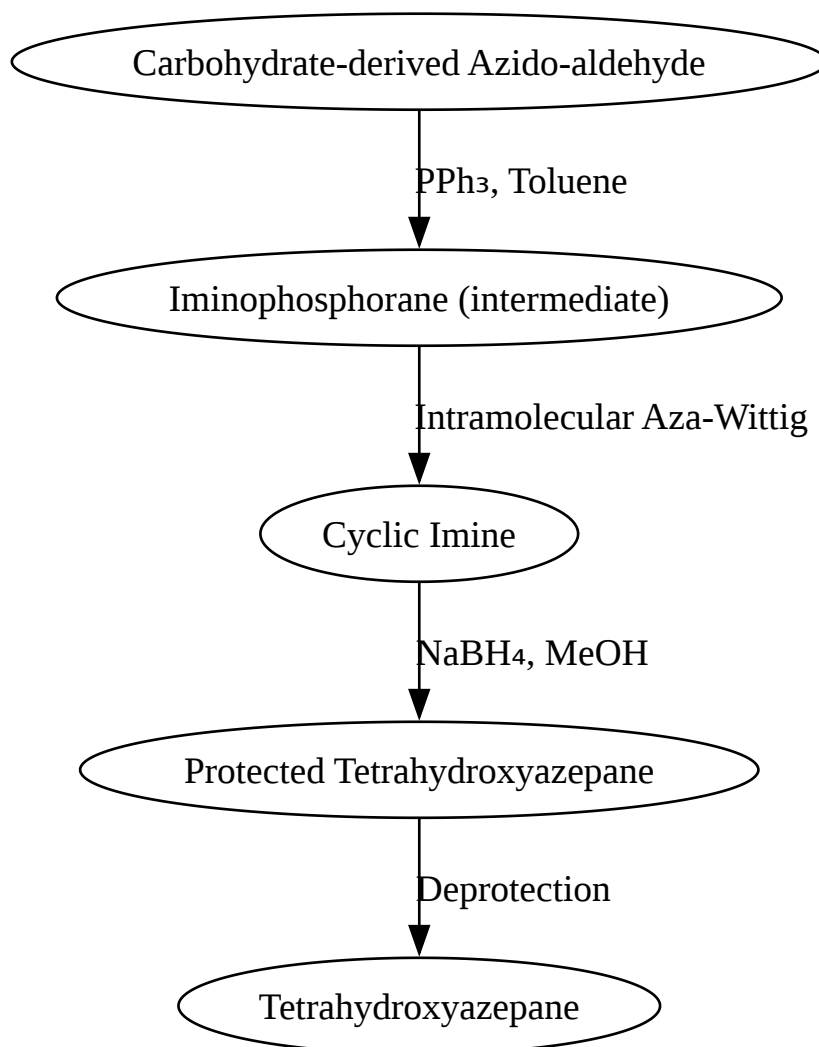 Carbohydrate-derived Azido-aldehyde
PPh₃, Toluene
Iminophosphorane (intermediate)
Intramolecular Aza-Wittig
Cyclic Imine
NaBH₄, MeOH
Protected Tetrahydroxyazepane
Deprotection
Tetrahydroxyazepane